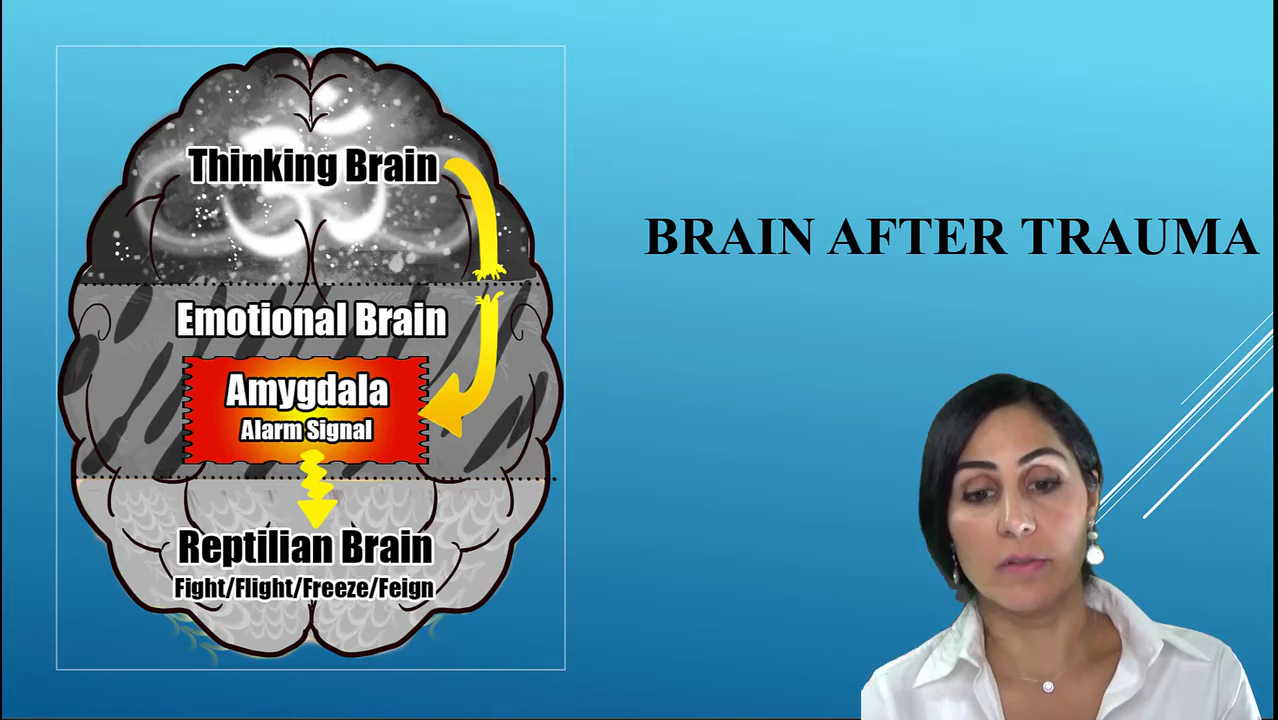 Thinking Brain
Emotional Brain
Amygdala
Alarm Signal
Reptilian Brain
Fight/Flight/Freeze/Feign
BRAIN AFTER TRAUMA